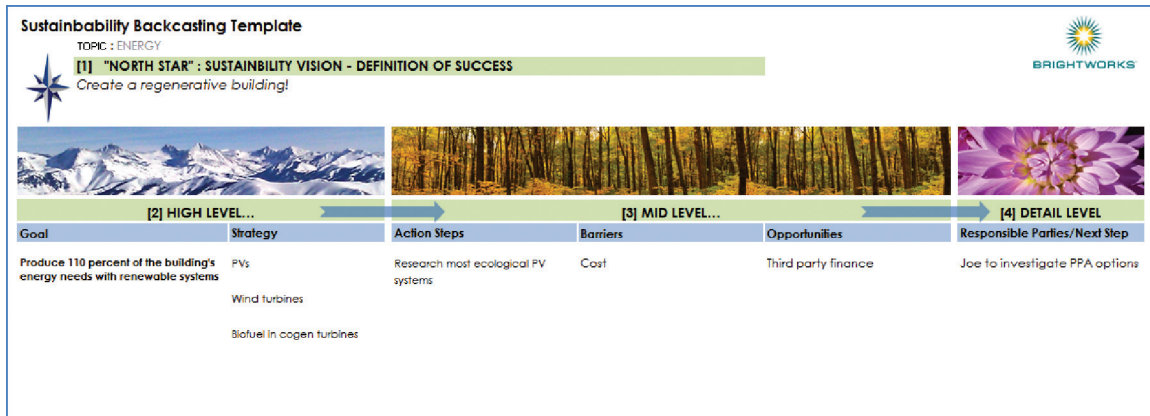 Sustainbability Backcasting Template
TOPIC : ENERGY
[1] "NORTH STAR" : SUSTAINBILITY VISION - DEFINITION OF SUCCESS
Create a regenerative building!
BRIGHTWORKS
[2] HIGH LEVEL...
[3] MID LEVEL...
[4] DETAIL LEVEL
Goal
Strategy
Action Steps
Barriers
Opportunities
Responsible Parties/Next Step
Produce 110 percent of the building's
energy needs with renewable systems
PVs
Wind turbines
Biofuel in cogen turbines
Research most ecological PV
systems
Cost
Third party finance
Joe to investigate PPA options